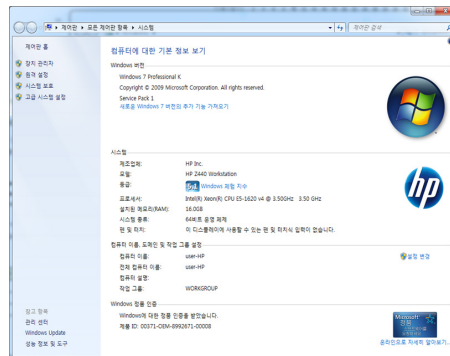 제어판 ▸ 모든 제어판 항목 ▸ 시스템
제어판 검색
제어판 홈
장치 관리자
원격 설정
시스템 보호
고급 시스템 설정
컴퓨터에 대한 기본 정보 보기
Windows 버전
Windows 7 Professional K
Copyright © 2009 Microsoft Corporation. All rights reserved.
Service Pack 1
새로운 Windows 7 버전의 추가 기능 가져오기
시스템
제조업체: HP Inc.
모델: HP Z440 Workstation
등급: Windows 체험 지수
프로세서: Intel(R) Xeon(R) CPU E5-1620 v4 @ 3.50GHz 3.50 GHz
설치된 메모리(RAM): 16.0GB
시스템 종류: 64비트 운영 체제
펜 및 터치: 이 디스플레이에 사용할 수 있는 펜 및 터치식 입력이 없습니다.
hp
컴퓨터 이름, 도메인 및 작업 그룹 설정
컴퓨터 이름: user-HP
설정 변경
전체 컴퓨터 이름: user-HP
컴퓨터 설명:
작업 그룹: WORKGROUP
Windows 정품 인증
Windows에 대한 정품 인증을 받았습니다.
제품 ID: 00371-OEM-8992671-00008
Microsoft
정품
온라인으로 자세히 알아보기...
참고 항목
관리 센터
Windows Update
성능 정보 및 도구